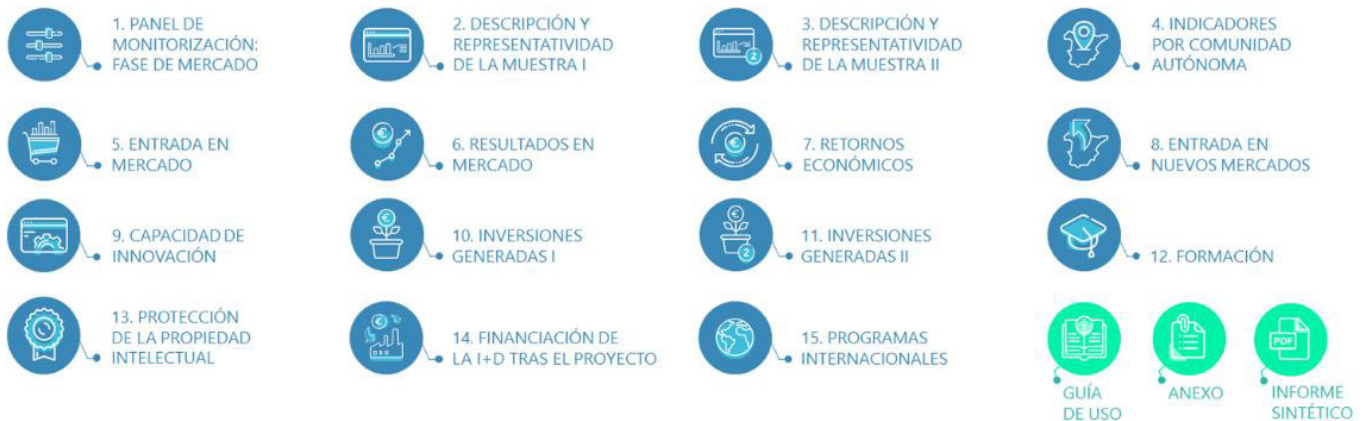 1. PANEL DE
MONITORIZACIÓN:
FASE DE MERCADO
2. DESCRIPCIÓN Y
REPRESENTATIVIDAD
DE LA MUESTRA I
2
3. DESCRIPCIÓN Y
REPRESENTATIVIDAD
DE LA MUESTRA II
4. INDICADORES
POR COMUNIDAD
AUTÓNOMA
5. ENTRADA EN
MERCADO
€
6. RESULTADOS EN
MERCADO
€
7. RETORNOS
ECONÓMICOS
8. ENTRADA EN
NUEVOS MERCADOS
9. CAPACIDAD DE
INNOVACIÓN
€
10. INVERSIONES
GENERADAS I
€
2
11. INVERSIONES
GENERADAS II
12. FORMACIÓN
13. PROTECCIÓN
DE LA PROPIEDAD
INTELECTUAL
€
14. FINANCIACIÓN DE
LA I+D TRAS EL PROYECTO
15. PROGRAMAS
INTERNACIONALES
GUÍA
DE USO
ANEXO
PDF
INFORME
SINTÉTICO